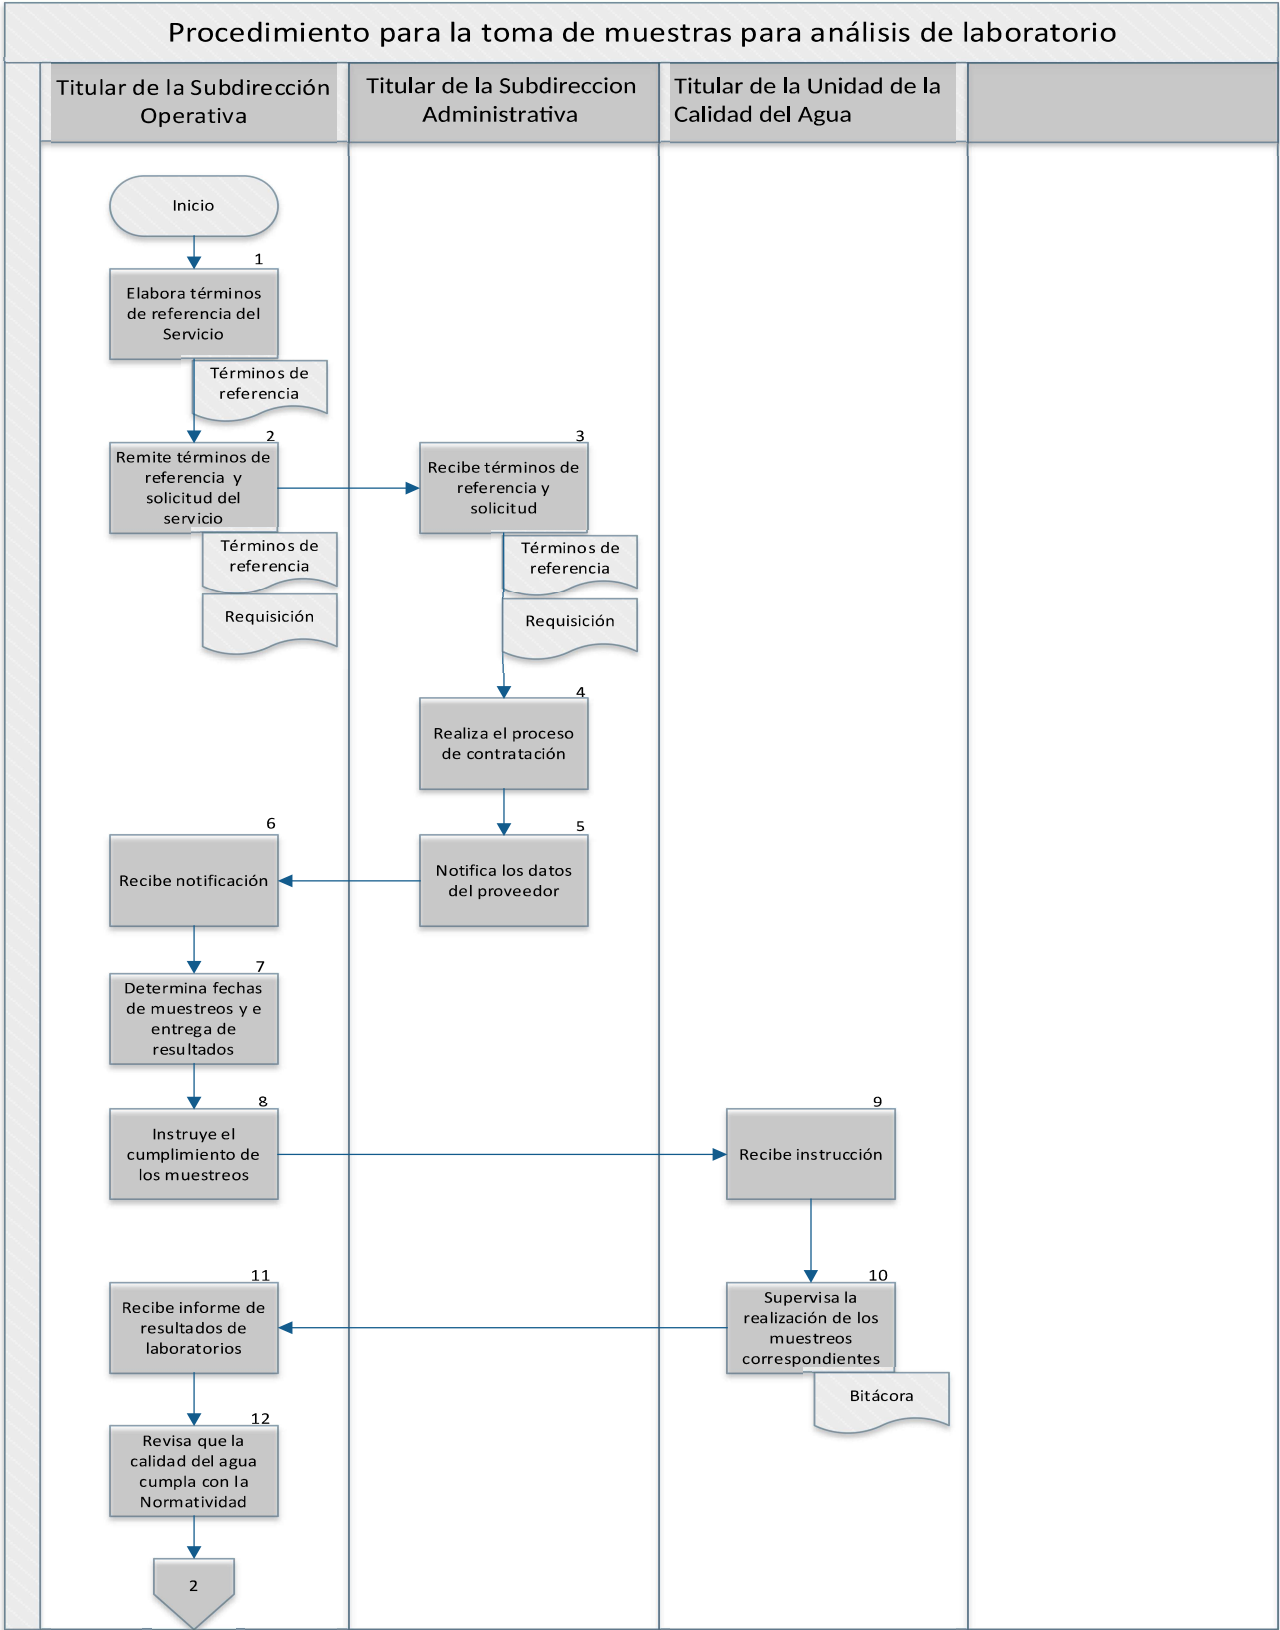 Procedimiento para la toma de muestras para análisis de laboratorio
Titular de la Subdirección
Operativa
Titular de la Subdireccion
Administrativa
Titular de la Unidad de la
Calidad del Agua
Inicio
1
Elabora términos
de referencia del
Servicio
Términos de
referencia
2
Remite términos de
referencia y
solicitud del
servicio
Términos de
referencia
Requisición
3
Recibe términos de
referencia y
solicitud
Términos de
referencia
Requisición
4
Realiza el proceso
de contratación
5
Notifica los datos
del proveedor
6
Recibe notificación
7
Determina fechas
de muestreos y e
entrega de
resultados
8
Instruye el
cumplimiento de
los muestreos
9
Recibe instrucción
10
Supervisa la
realización de los
muestreos
correspondientes
Bitácora
11
Recibe informe de
resultados de
laboratorios
12
Revisa que la
calidad del agua
cumpla con la
Normatividad
2